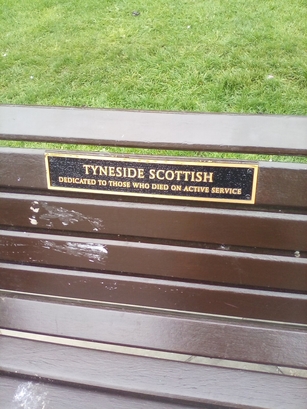 TYNESIDE SCOTTISH
DEDICATED TO THOSE WHO DIED ON ACTIVE SERVICE